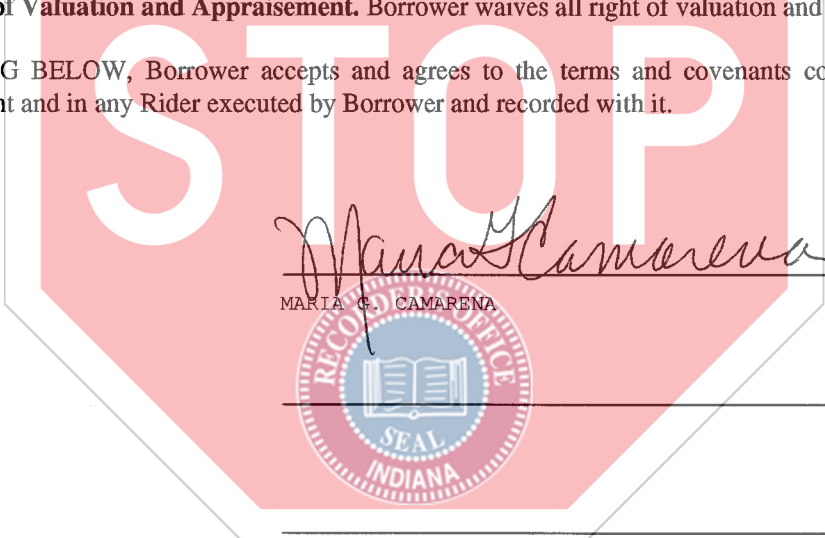 of Valuation and Appraisement. Borrower waives all right of valuation and
G BELOW, Borrower accepts and agrees to the terms and covenants co
nt and in any Rider executed by Borrower and recorded with it.
STOP
Maria G Camarena
MARIA G. CAMARENA
RECORDER'S OFFICE
SEAL
INDIANA